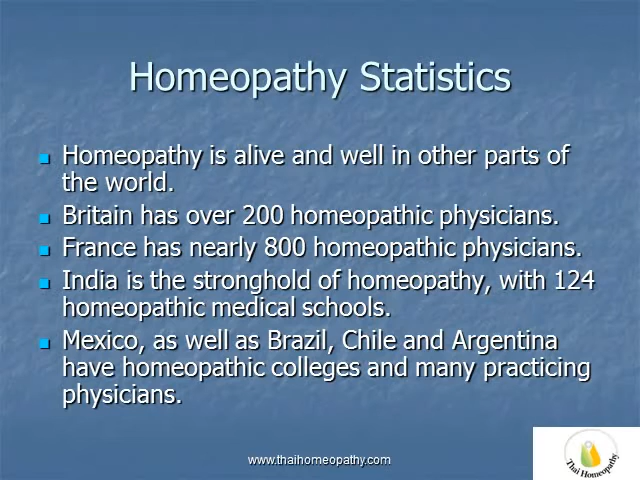 Homeopathy Statistics
Homeopathy is alive and well in other parts of
the world.
Britain has over 200 homeopathic physicians.
France has nearly 800 homeopathic physicians.
India is the stronghold of homeopathy, with 124
homeopathic medical schools.
Mexico, as well as Brazil, Chile and Argentina
have homeopathic colleges and many practicing
physicians.
www.thaihomeopathy.com
Thai Homeopathy